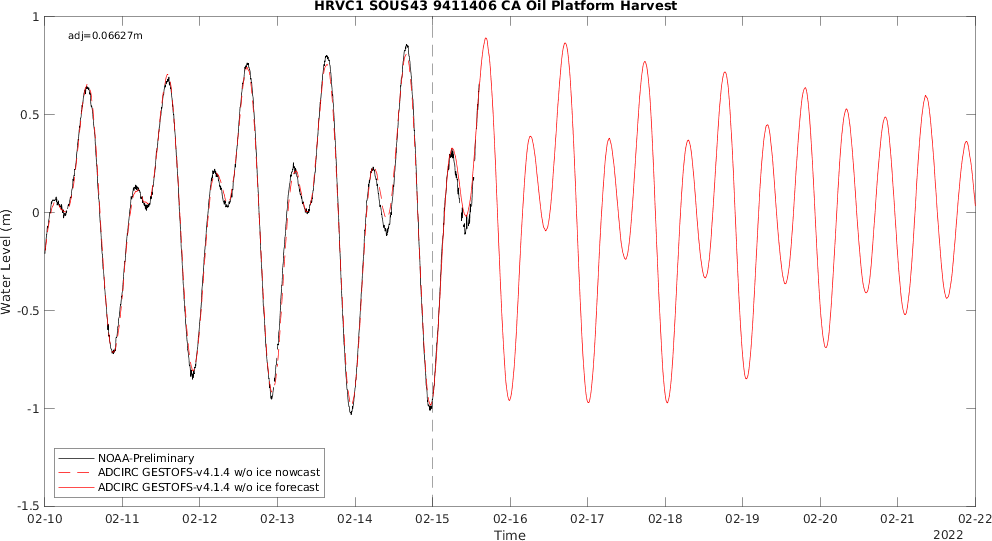 HRVC1 SOUS43 9411406 CA Oil Platform Harvest
adj=0.06627m
1
0.5
0
-0.5
-1
-1.5
Water Level (m)
NOAA-Preliminary
ADCIRC GESTOFS-v4.1.4 w/o ice nowcast
ADCIRC GESTOFS-v4.1.4 w/o ice forecast
02-10 02-11 02-12 02-13 02-14 02-15 02-16 02-17 02-18 02-19 02-20 02-21 02-22
Time
2022